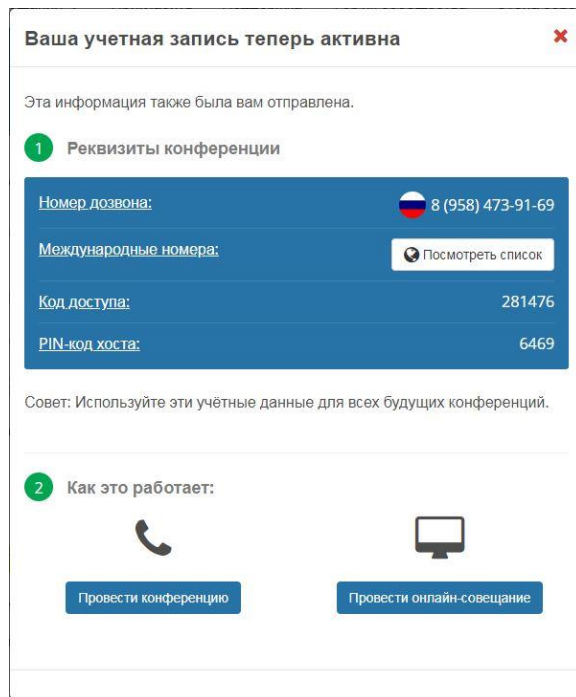 Ваша учетная запись теперь активна
Эта информация также была вам отправлена.
1 Реквизиты конференции
Номер дозвона: 8 (958) 473-91-69
Международные номера: Посмотреть список
Код доступа: 281476
PIN-код хоста: 6469
Совет: Используйте эти учётные данные для всех будущих конференций.
2 Как это работает:
Провести конференцию Провести онлайн-совещание